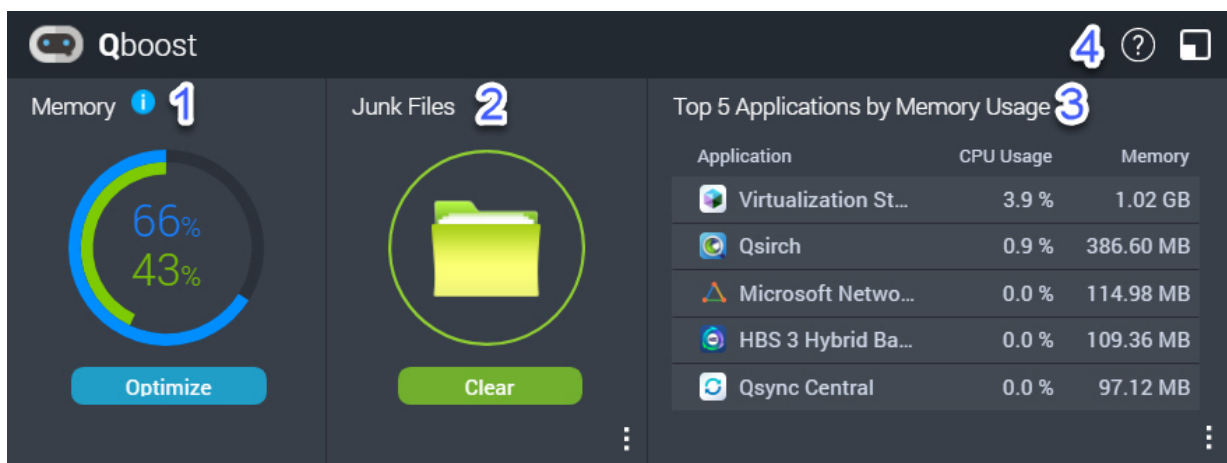 Qboost
4 ?
Memory i 1
Junk Files 2
Top 5 Applications by Memory Usage 3
66%
43%
Optimize
Clear
Application CPU Usage Memory
Virtualization St... 3.9 % 1.02 GB
Qsirch 0.9 % 386.60 MB
Microsoft Netwo... 0.0 % 114.98 MB
HBS 3 Hybrid Ba... 0.0 % 109.36 MB
Qsync Central 0.0 % 97.12 MB